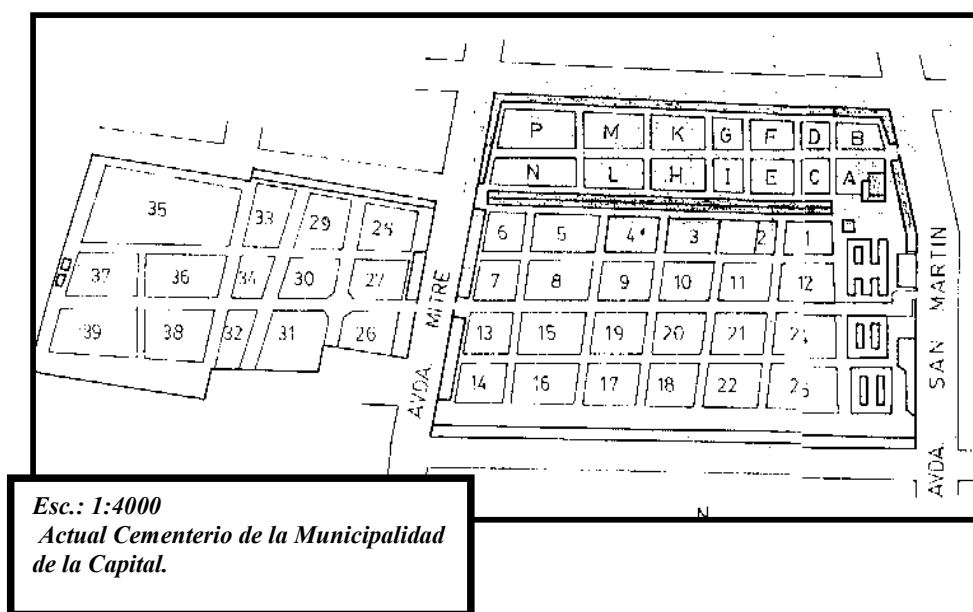 P M K G F D B
N L H I E C A
35 33 29 28
6 5 4 3 2 1
37 36 34 30 27
7 8 9 10 11 12
39 38 32 31 26
13 15 19 20 21
14 16 17 18 22
AVDA. MITRE
AVDA. SAN MARTIN
N
Esc.: 1:4000
Actual Cementerio de la Municipalidad
de la Capital.